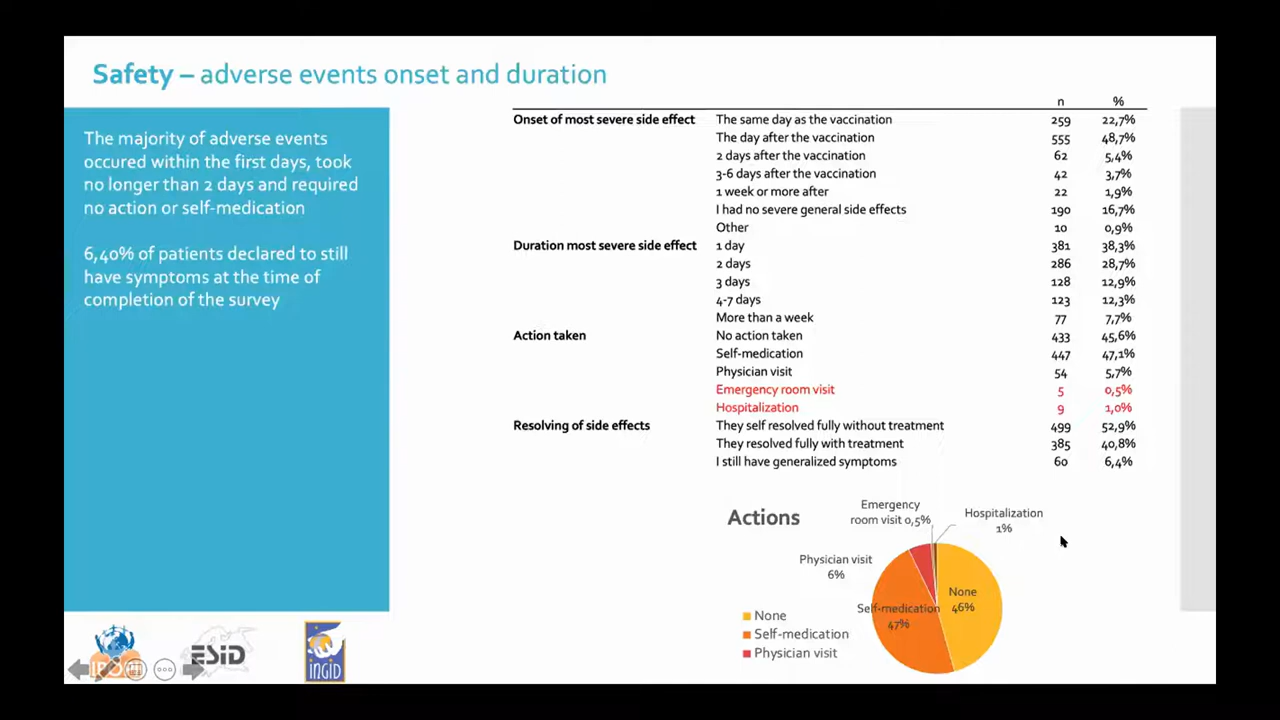 Safety – adverse events onset and duration
The majority of adverse events
occured within the first days, took
no longer than 2 days and required
no action or self-medication
6,40% of patients declared to still
have symptoms at the time of
completion of the survey
n %
Onset of most severe side effect The same day as the vaccination 259 22,7%
The day after the vaccination 555 48,7%
2 days after the vaccination 62 5,4%
3-6 days after the vaccination 42 3,7%
1 week or more after 22 1,9%
I had no severe general side effects 190 16,7%
Other 10 0,9%
Duration most severe side effect 1 day 381 38,3%
2 days 286 28,7%
3 days 128 12,9%
4-7 days 123 12,3%
More than a week 77 7,7%
Action taken No action taken 433 45,6%
Self-medication 447 47,1%
Physician visit 54 5,7%
Emergency room visit 5 0,5%
Hospitalization 9 1,0%
Resolving of side effects They self resolved fully without treatment 499 52,9%
They resolved fully with treatment 385 40,8%
I still have generalized symptoms 60 6,4%
Actions
Emergency
room visit 0,5%
Hospitalization
1%
Physician visit
6%
None
46%
Self-medication
47%
None
Self-medication
Physician visit
ESID
INGID